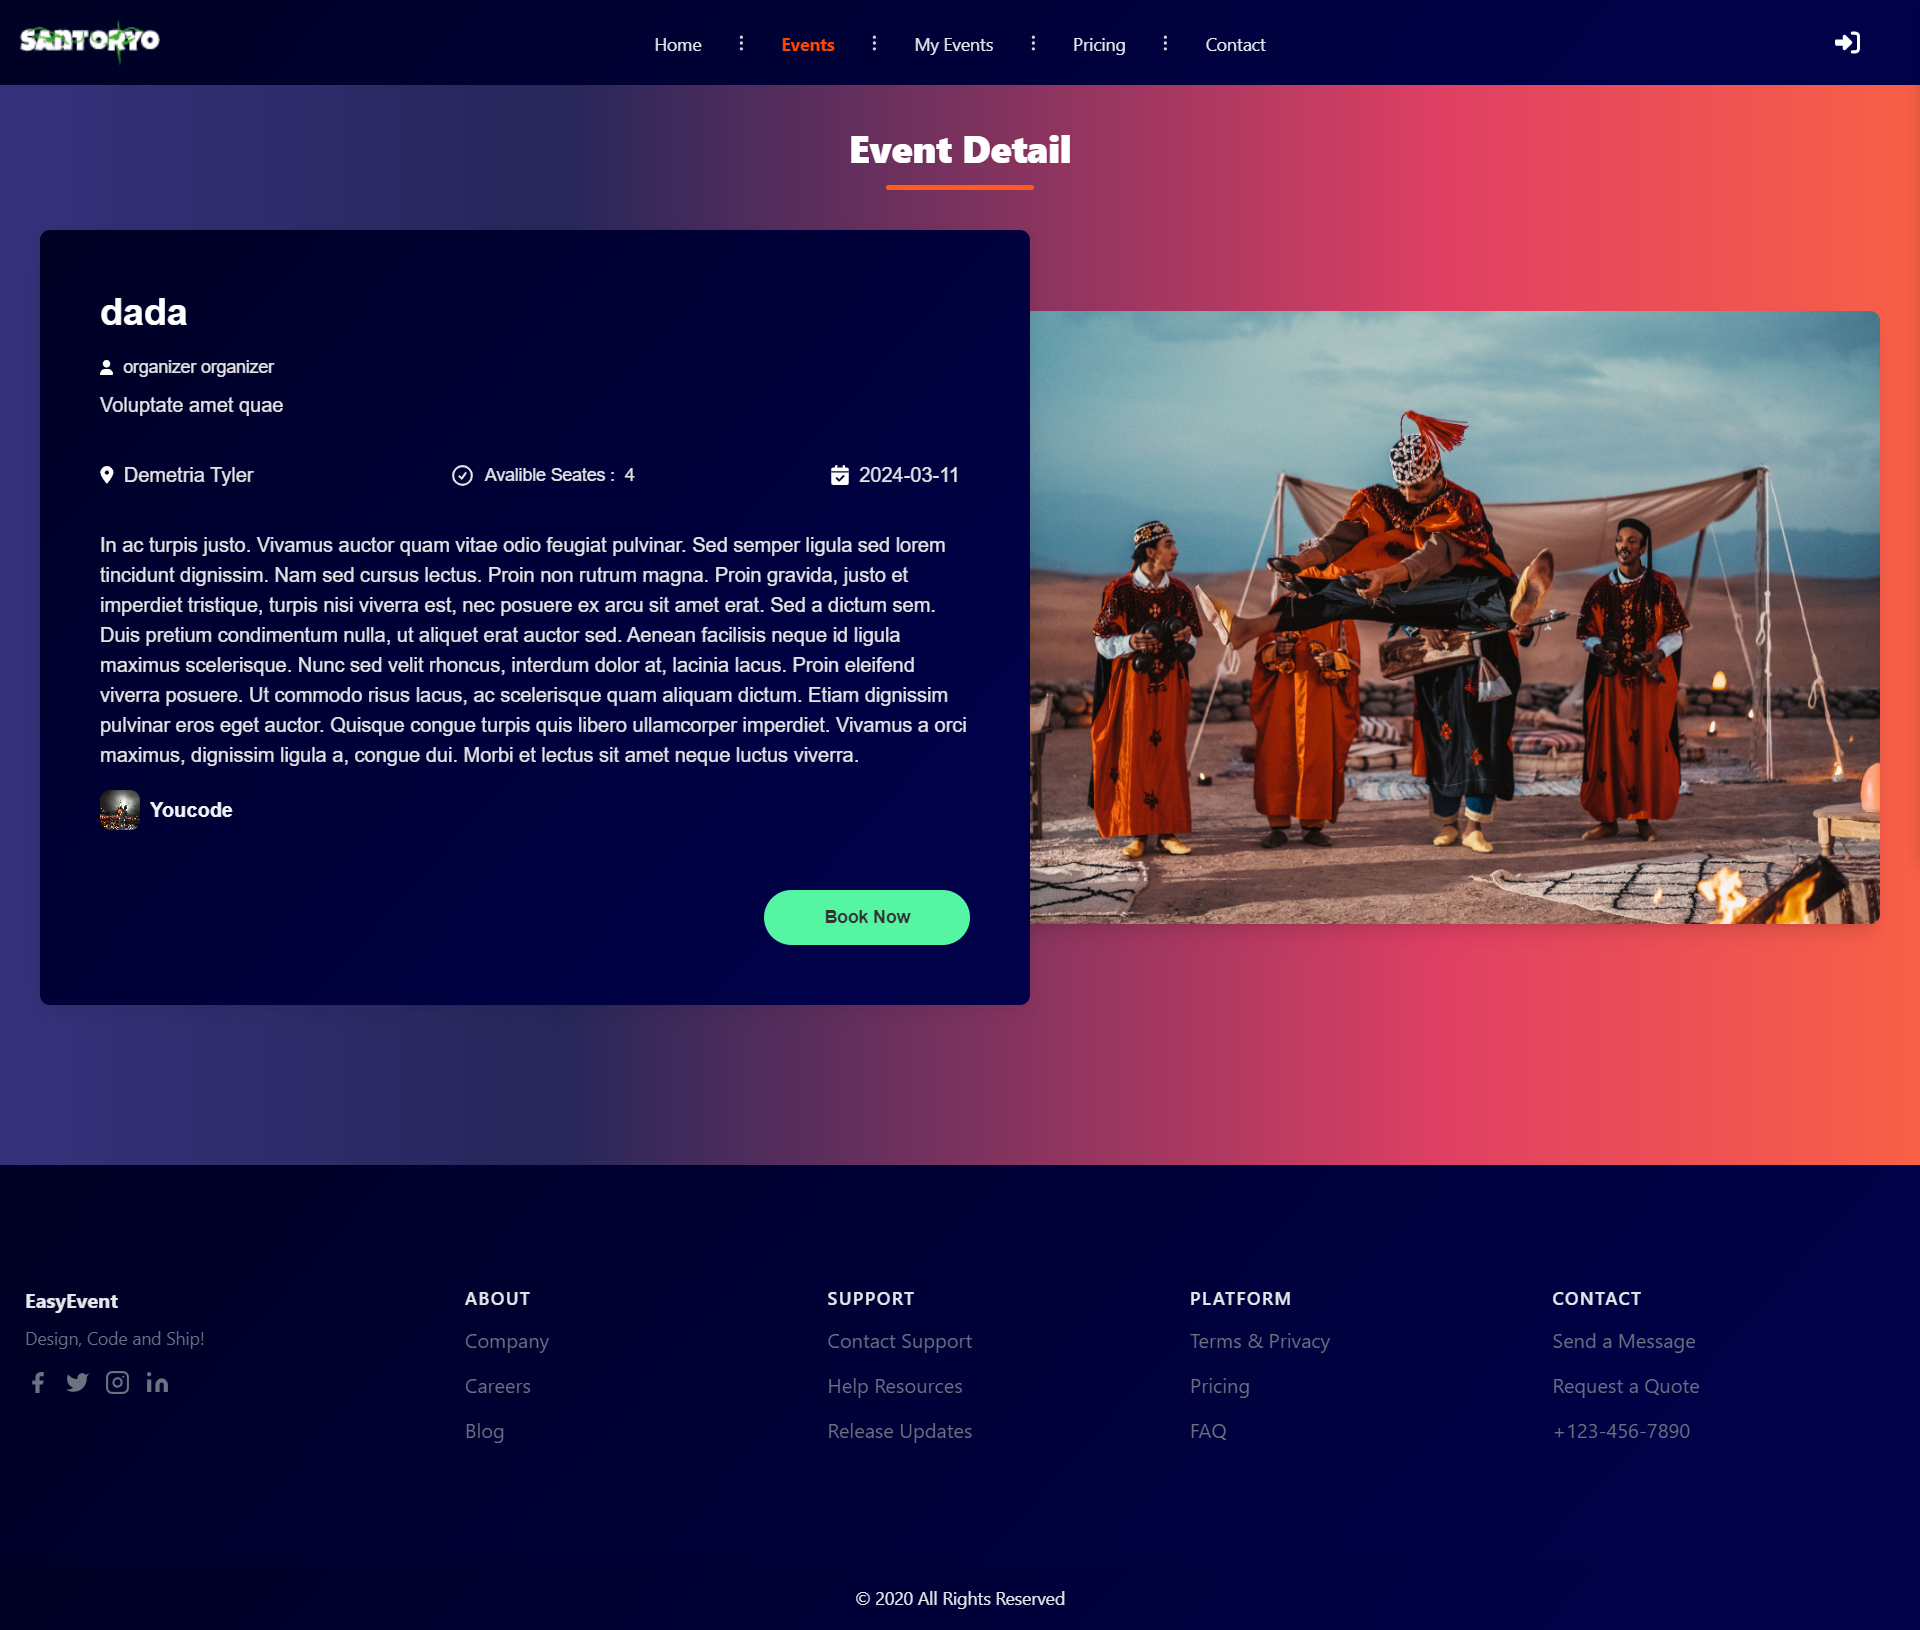 SANTORYO
Home
Events
My Events
Pricing
Contact
Event Detail
dada
organizer organizer
Voluptate amet quae
Demetria Tyler
Avalible Seates : 4
2024-03-11
In ac turpis justo. Vivamus auctor quam vitae odio feugiat pulvinar. Sed semper ligula sed lorem
tincidunt dignissim. Nam sed cursus lectus. Proin non rutrum magna. Proin gravida, justo et
imperdiet tristique, turpis nisi viverra est, nec posuere ex arcu sit amet erat. Sed a dictum sem.
Duis pretium condimentum nulla, ut aliquet erat auctor sed. Aenean facilisis neque id ligula
maximus scelerisque. Nunc sed velit rhoncus, interdum dolor at, lacinia lacus. Proin eleifend
viverra posuere. Ut commodo risus lacus, ac scelerisque quam aliquam dictum. Etiam dignissim
pulvinar eros eget auctor. Quisque congue turpis quis libero ullamcorper imperdiet. Vivamus a orci
maximus, dignissim ligula a, congue dui. Morbi et lectus sit amet neque luctus viverra.
Youcode
Book Now
EasyEvent
Design, Code and Ship!
ABOUT
Company
Careers
Blog
SUPPORT
Contact Support
Help Resources
Release Updates
PLATFORM
Terms & Privacy
Pricing
FAQ
CONTACT
Send a Message
Request a Quote
+123-456-7890
© 2020 All Rights Reserved